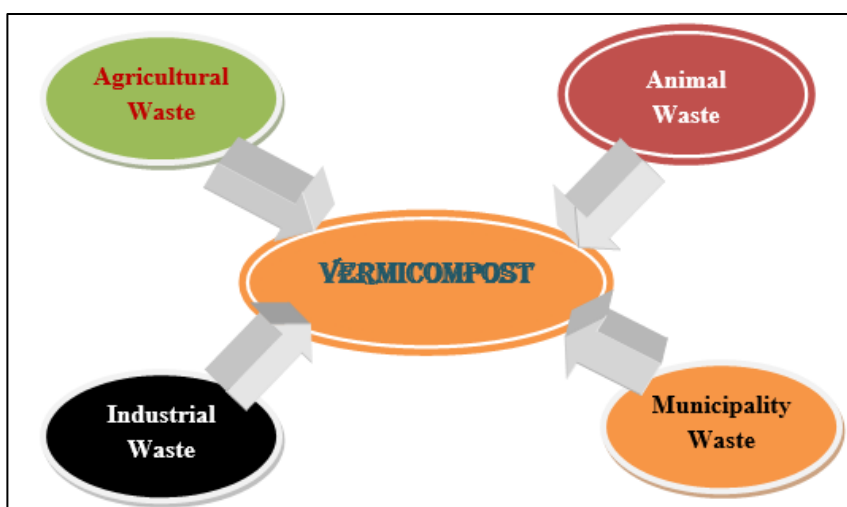 Agricultural
Waste
Animal
Waste
VERMICOMPOST
Industrial
Waste
Municipality
Waste